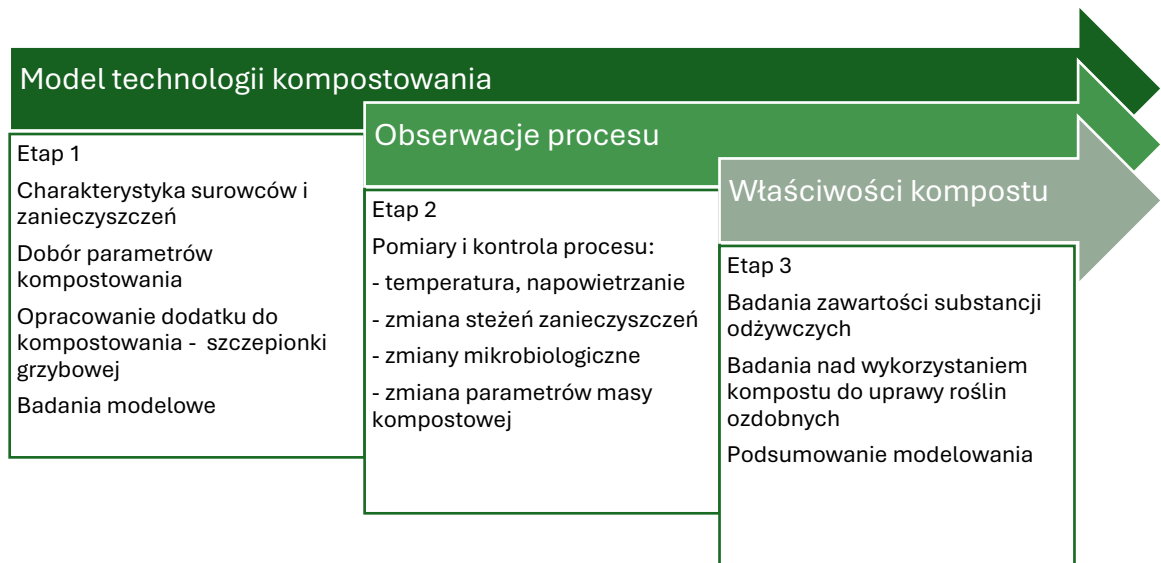 Model technologii kompostowania
Etap 1
Charakterystyka surowców i
zanieczyszczeń
Dobór parametrów
kompostowania
Opracowanie dodatku do
kompostowania - szczepionki
grzybowej
Badania modelowe
Obserwacje procesu
Etap 2
Pomiary i kontrola procesu:
- temperatura, napowietrzanie
- zmiana steżeń zanieczyszczeń
- zmiany mikrobiologiczne
- zmiana parametrów masy
kompostowej
Właściwości kompostu
Etap 3
Badania zawartości substancji
odżywczych
Badania nad wykorzystaniem
kompostu do uprawy roślin
ozdobnych
Podsumowanie modelowania